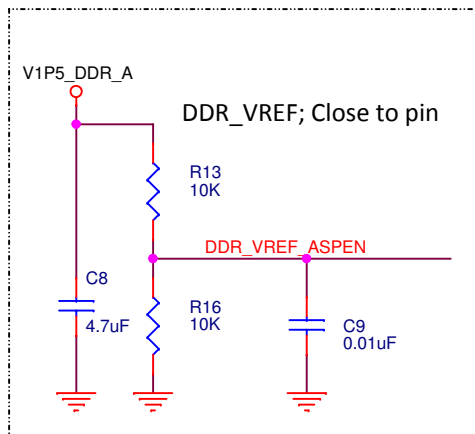 V1P5_DDR_A
DDR_VREF; Close to pin
R13
10K
DDR_VREF_ASPEN
C8
4.7uF
R16
10K
C9
0.01uF